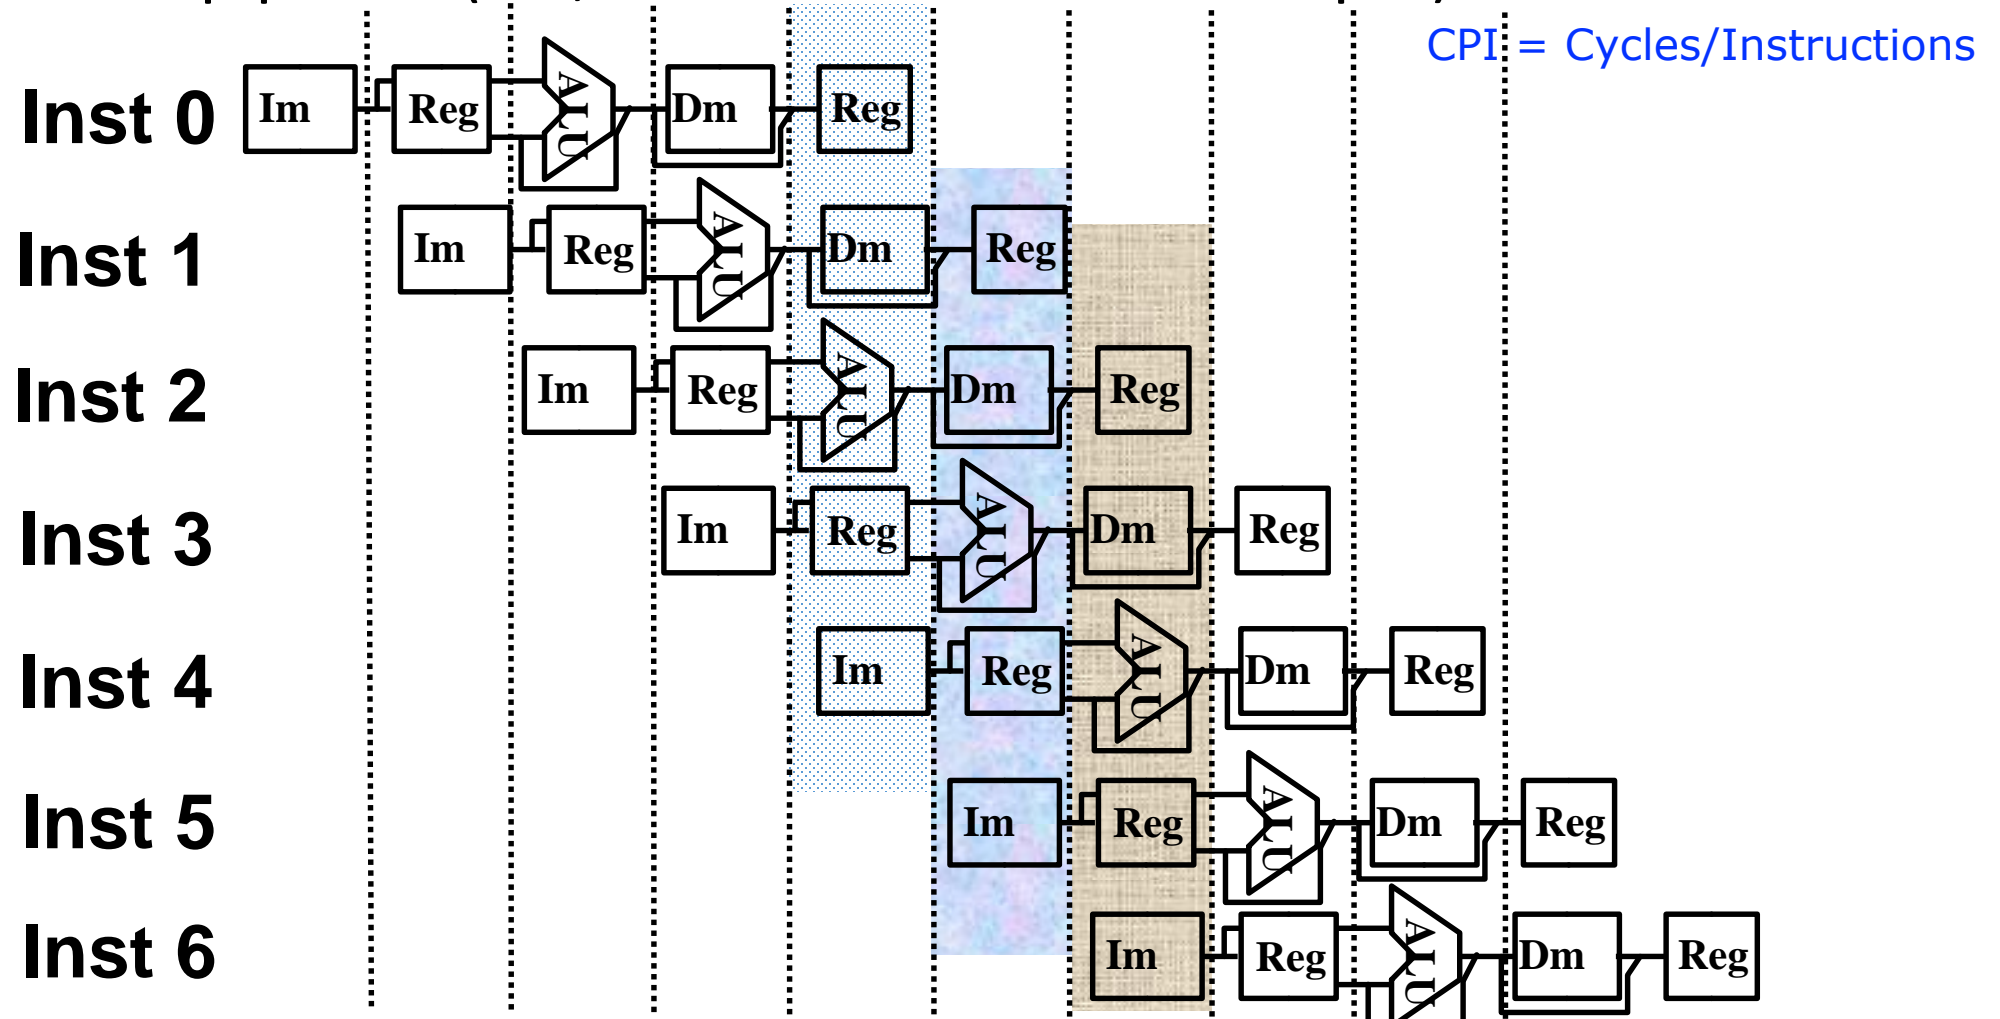 CPI = Cycles/Instructions
Inst 0 Im Reg ALU Dm Reg
Inst 1 Im Reg ALU Dm Reg
Inst 2 Im Reg ALU Dm Reg
Inst 3 Im Reg ALU Dm Reg
Inst 4 Im Reg ALU Dm Reg
Inst 5 Im Reg ALU Dm Reg
Inst 6 Im Reg ALU Dm Reg